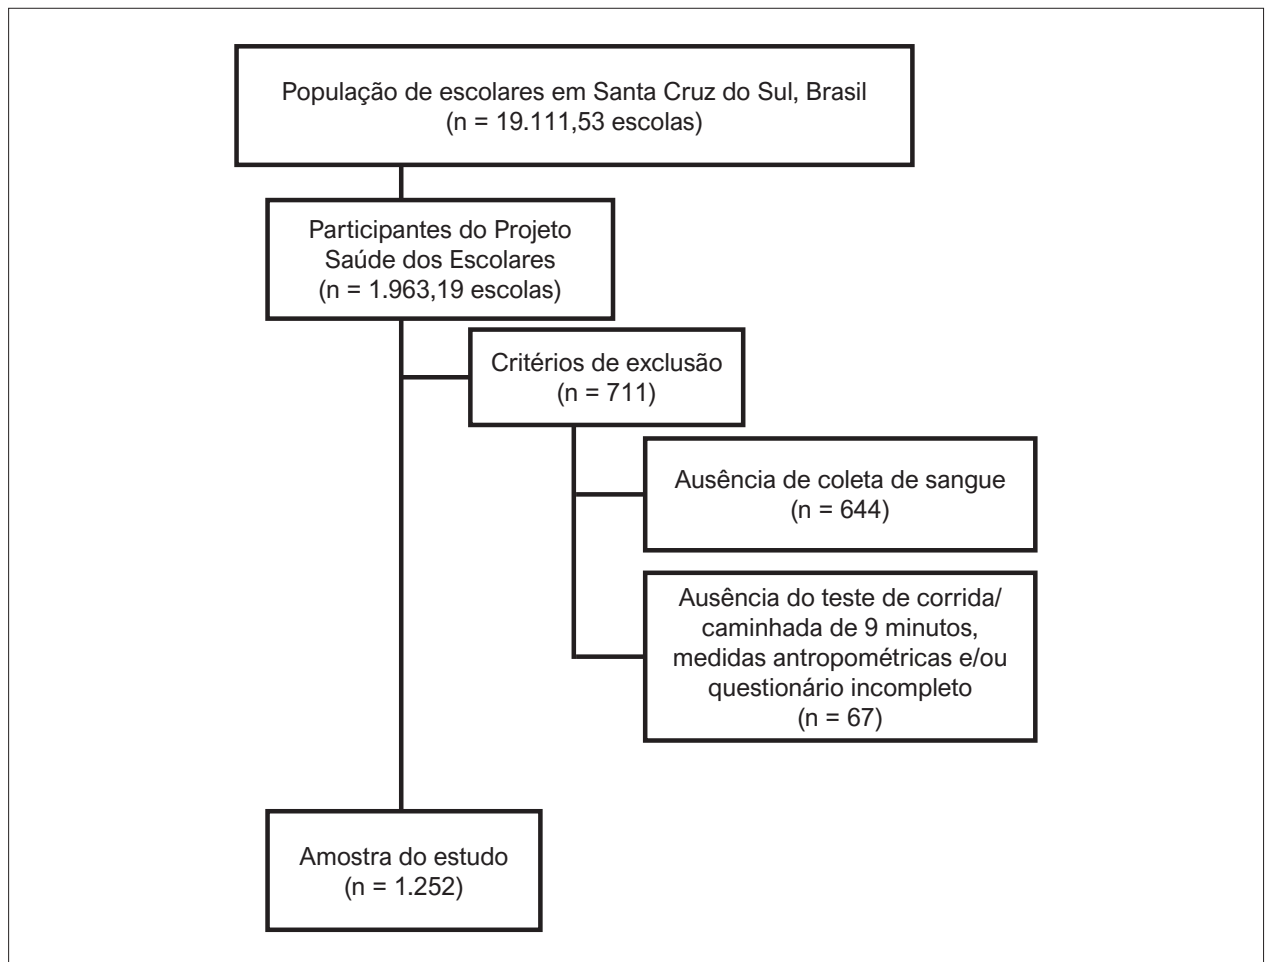 População de escolares em Santa Cruz do Sul, Brasil
(n = 19.111,53 escolas)
Participantes do Projeto
Saúde dos Escolares
(n = 1.963,19 escolas)
Critérios de exclusão
(n = 711)
Ausência de coleta de sangue
(n = 644)
Ausência do teste de corrida/
caminhada de 9 minutos,
medidas antropométricas e/ou
questionário incompleto
(n = 67)
Amostra do estudo
(n = 1.252)